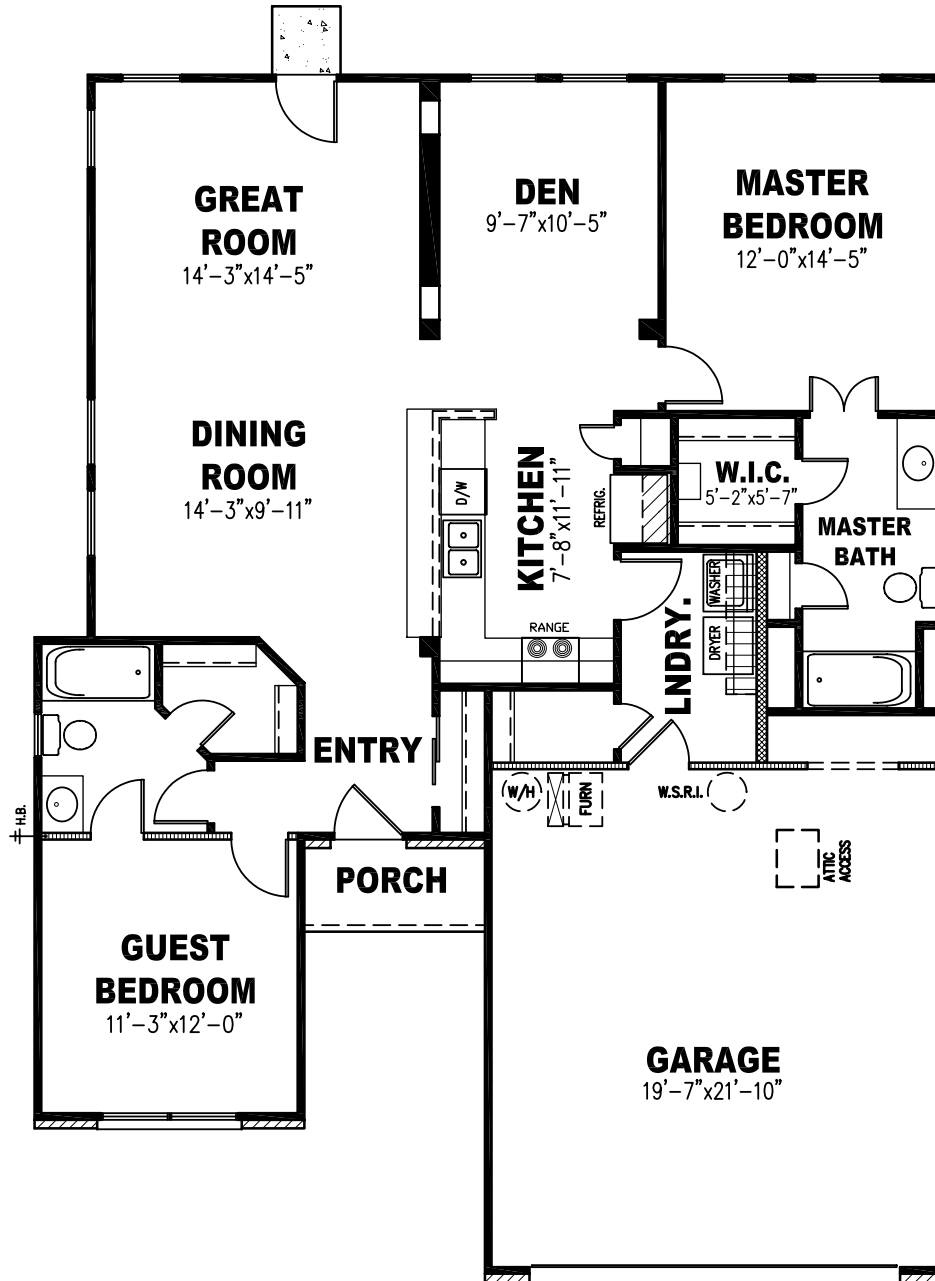 GREAT
ROOM
14'-3"x14'-5"
DEN
9'-7"x10'-5"
MASTER
BEDROOM
12'-0"x14'-5"
DINING
ROOM
14'-3"x9'-11"
D/W
KITCHEN
7'-8"x11'-11"
REFRIG.
W.I.C.
5'-2"x5'-7"
MASTER
BATH
RANGE
LNDRY.
WASHER
DRYER
ENTRY
W/H
FURN
W.S.R.I.
H.B.
ATTIC
ACCESS
PORCH
GUEST
BEDROOM
11'-3"x12'-0"
GARAGE
19'-7"x21'-10"